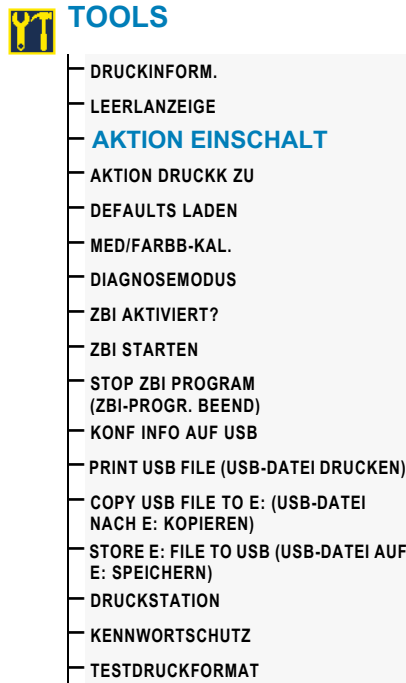 TOOLS
DRUCKINFORM.
LEERLANZEIGE
AKTION EINSCHALT
AKTION DRUCKK ZU
DEFAULTS LADEN
MED/FARBB-KAL.
DIAGNOSEMODUS
ZBI AKTIVIERT?
ZBI STARTEN
STOP ZBI PROGRAM
(ZBI-PROGR. BEEND)
KONF INFO AUF USB
PRINT USB FILE (USB-DATEI DRUCKEN)
COPY USB FILE TO E: (USB-DATEI
NACH E: KOPIEREN)
STORE E: FILE TO USB (USB-DATEI AUF
E: SPEICHERN)
DRUCKSTATION
KENNWORTSCHUTZ
TESTDRUCKFORMAT